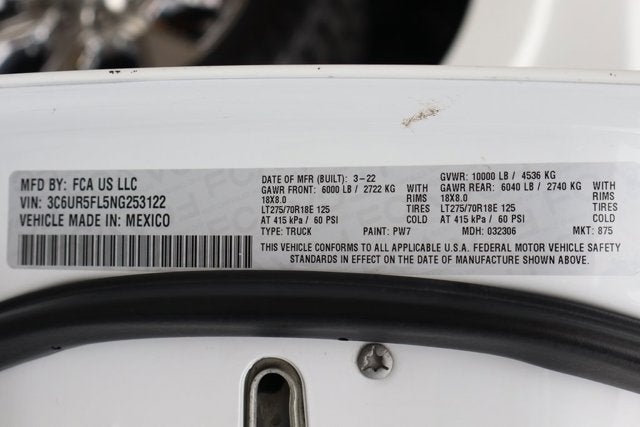 MFD BY: FCA US LLC
VIN: 3C6UR5FL5NG253122
VEHICLE MADE IN: MEXICO
DATE OF MFR (BUILT): 3-22
GVWR: 10000 LB / 4536 KG
GAWR FRONT: 6000 LB / 2722 KG
GAWR REAR: 6040 LB / 2740 KG
18X8.0 RIMS
18X8.0 RIMS
LT275/70R18E 125 TIRES
LT275/70R18E 125 TIRES
AT 415 kPa / 60 PSI
AT 415 kPa / 60 PSI
TYPE: TRUCK PAINT: PW7 MDH: 032306 MKT: 875
THIS VEHICLE CONFORMS TO ALL APPLICABLE U.S.A. FEDERAL MOTOR VEHICLE SAFETY
STANDARDS IN EFFECT ON THE DATE OF MANUFACTURE SHOWN ABOVE.